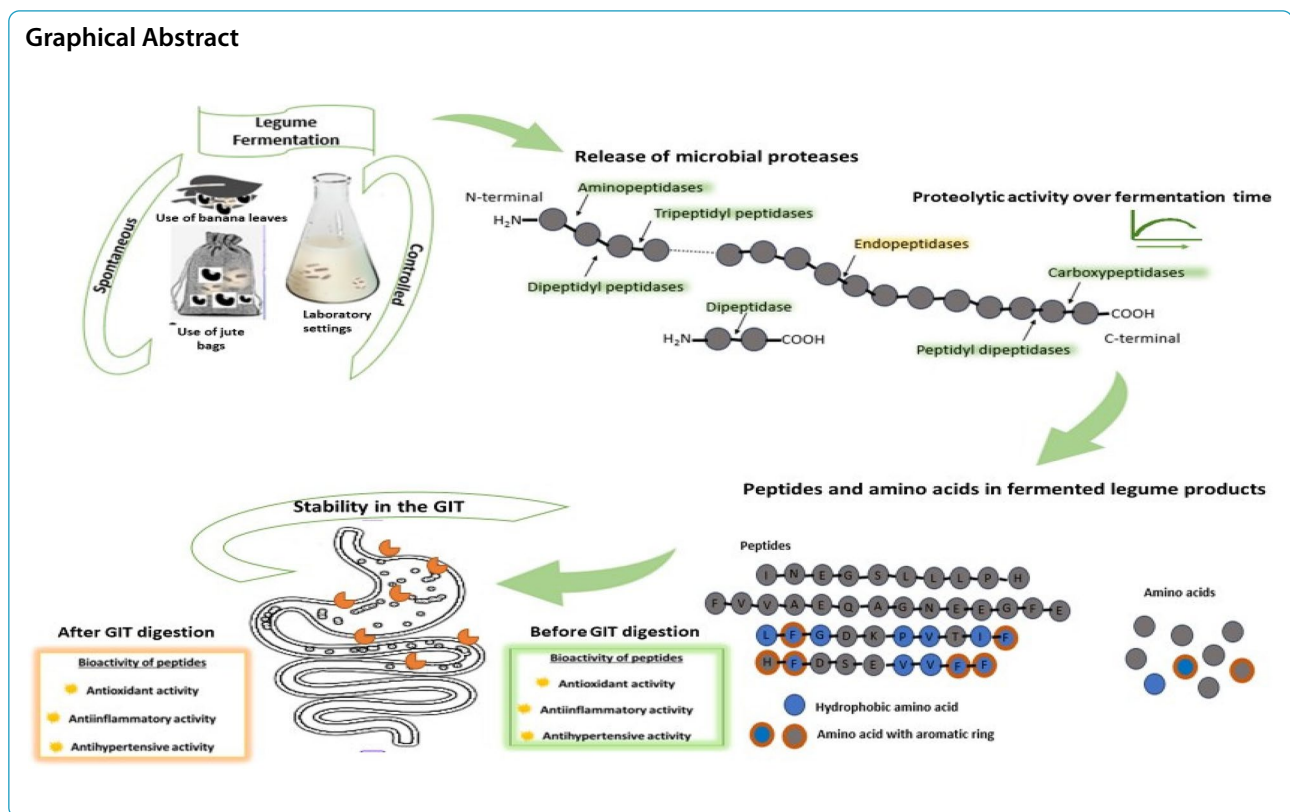 Graphical Abstract
Legume
Fermentation
Spontaneous
Use of banana leaves
Use of jute
bags
Laboratory
settings
Controlled
Release of microbial proteases
N-terminal
H₂N
Aminopeptidases
Tripeptidyl peptidases
Dipeptidyl peptidases
Dipeptidase
H₂N
COOH
Proteolytic activity over fermentation time
Endopeptidases
Carboxypeptidases
COOH
C-terminal
Peptidyl dipeptidases
Peptides and amino acids in fermented legume products
Peptides
I N E G S L L L P H
F V V A E Q A G N E E G F E
L F G D K P V T I F
H F D S E V V F F
Hydrophobic amino acid
Amino acid with aromatic ring
Amino acids
Stability in the GIT
Before GIT digestion
Bioactivity of peptides
Antioxidant activity
Antiinflammatory activity
Antihypertensive activity
After GIT digestion
Bioactivity of peptides
Antioxidant activity
Antiinflammatory activity
Antihypertensive activity